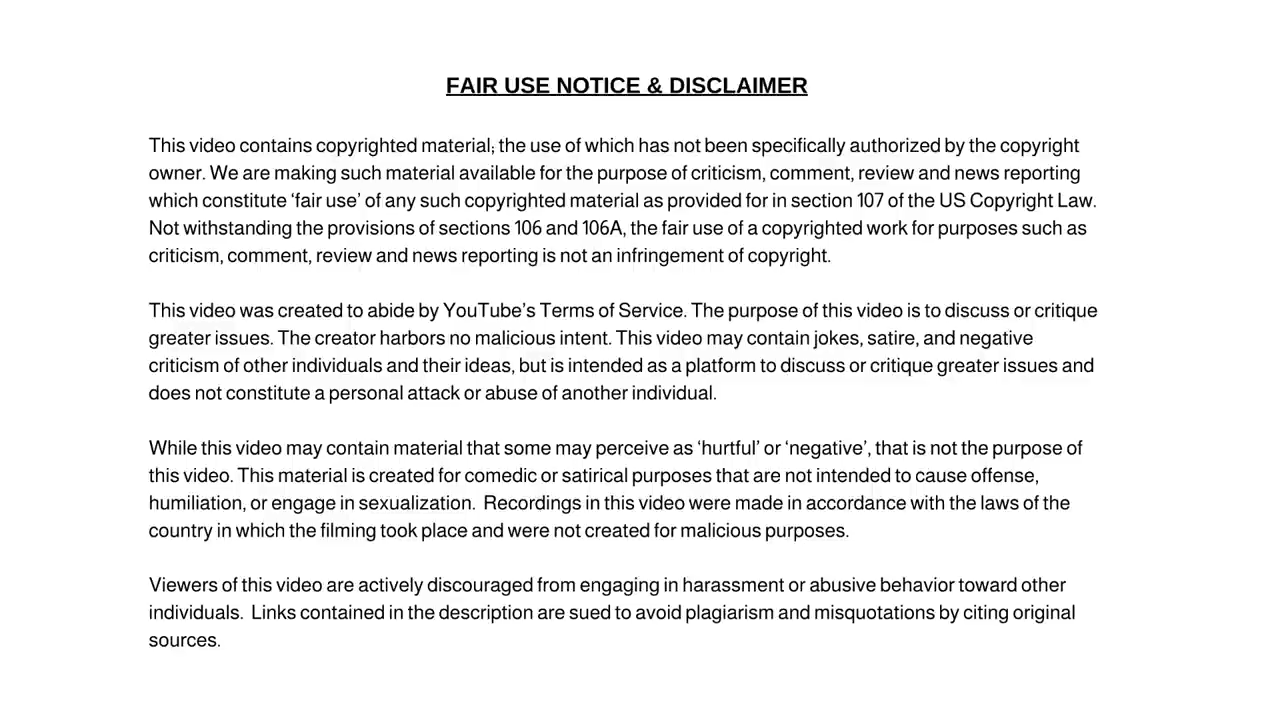 FAIR USE NOTICE & DISCLAIMER
This video contains copyrighted material; the use of which has not been specifically authorized by the copyright
owner. We are making such material available for the purpose of criticism, comment, review and news reporting
which constitute ‘fair use’ of any such copyrighted material as provided for in section 107 of the US Copyright Law.
Not withstanding the provisions of sections 106 and 106A, the fair use of a copyrighted work for purposes such as
criticism, comment, review and news reporting is not an infringement of copyright.
This video was created to abide by YouTube’s Terms of Service. The purpose of this video is to discuss or critique
greater issues. The creator harbors no malicious intent. This video may contain jokes, satire, and negative
criticism of other individuals and their ideas, but is intended as a platform to discuss or critique greater issues and
does not constitute a personal attack or abuse of another individual.
While this video may contain material that some may perceive as ‘hurtful’ or ‘negative’, that is not the purpose of
this video. This material is created for comedic or satirical purposes that are not intended to cause offense,
humiliation, or engage in sexualization.  Recordings in this video were made in accordance with the laws of the
country in which the filming took place and were not created for malicious purposes.
Viewers of this video are actively discouraged from engaging in harassment or abusive behavior toward other
individuals.  Links contained in the description are sued to avoid plagiarism and misquotations by citing original
sources.